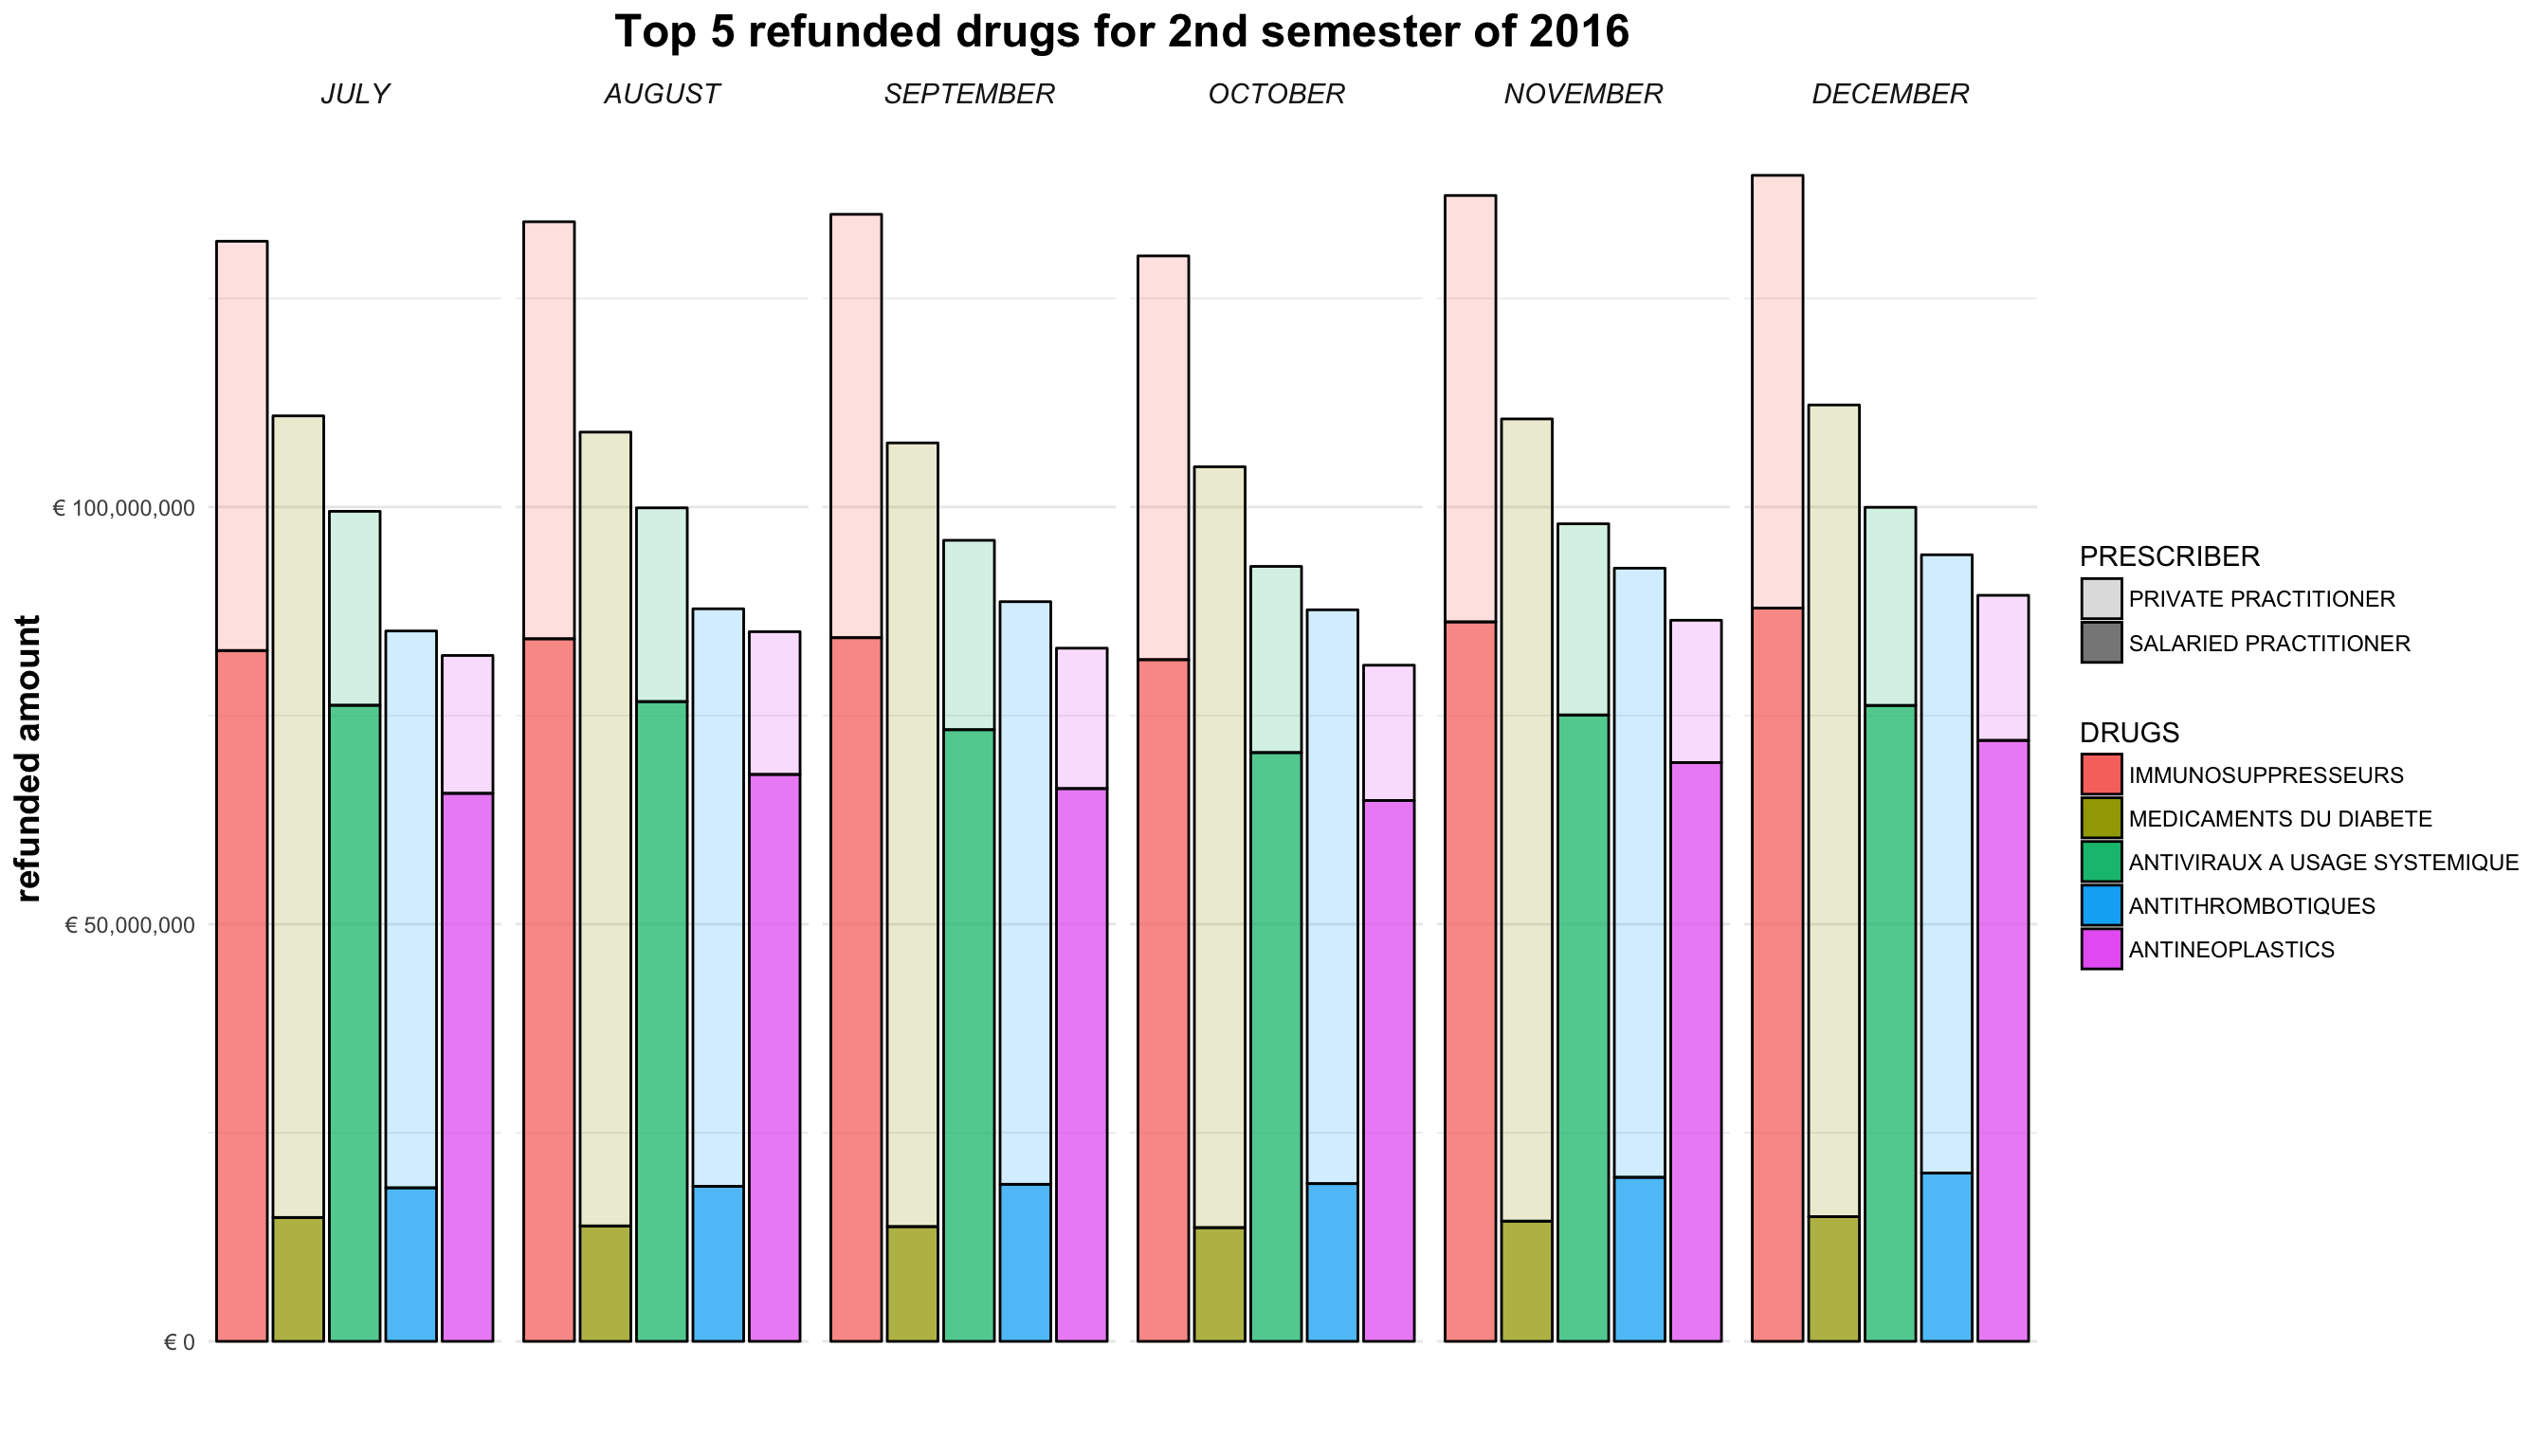 Top 5 refunded drugs for 2nd semester of 2016
JULY
AUGUST
SEPTEMBER
OCTOBER
NOVEMBER
DECEMBER
refunded amount
€ 100,000,000
€ 50,000,000
€ 0
PRESCRIBER
PRIVATE PRACTITIONER
SALARIED PRACTITIONER
DRUGS
IMMUNOSUPPRESSEURS
MEDICAMENTS DU DIABETE
ANTIVIRAUX A USAGE SYSTEMIQUE
ANTITHROMBOTIQUES
ANTINEOPLASTICS